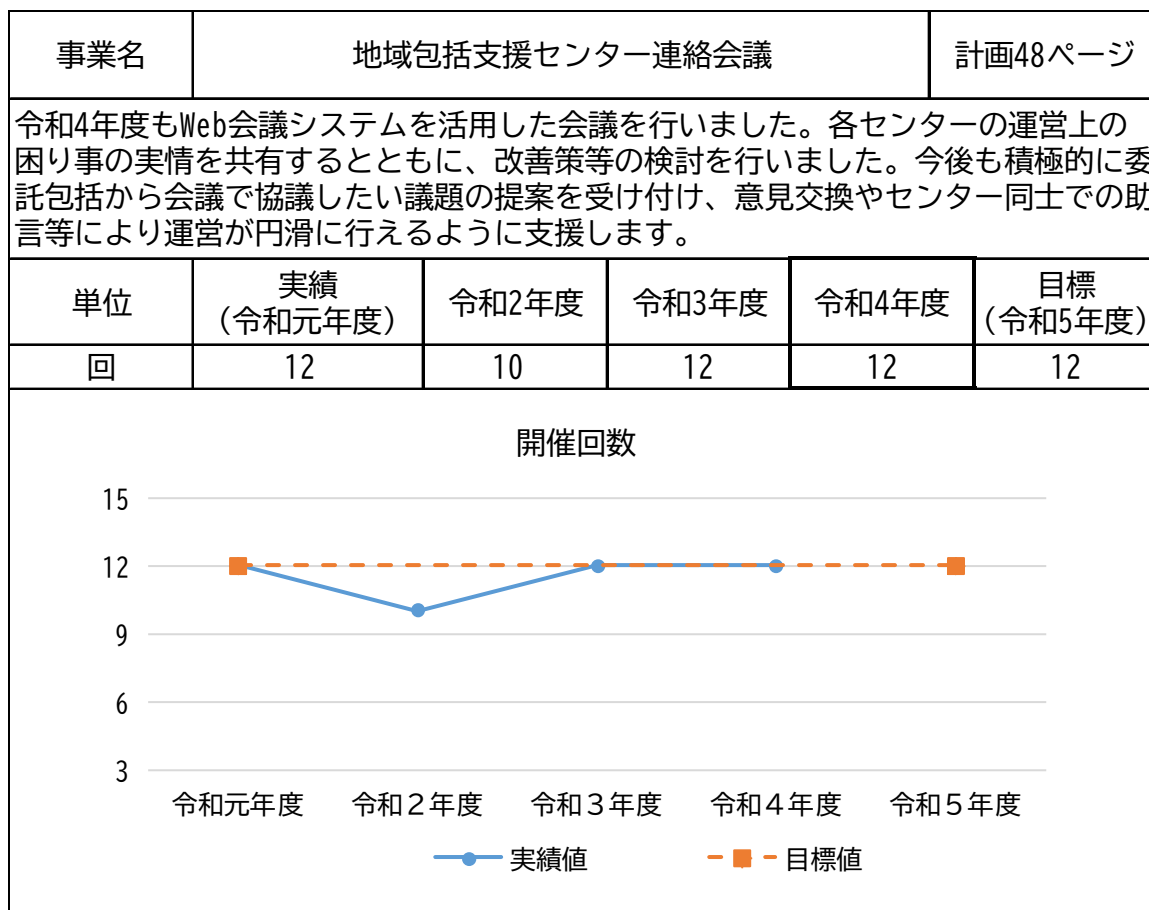 事業名 地域包括支援センター連絡会議 計画48ページ
令和4年度もWeb会議システムを活用した会議を行いました。各センターの運営上の
困り事の実情を共有するとともに、改善策等の検討を行いました。今後も積極的に委
託包括から会議で協議したい議題の提案を受け付け、意見交換やセンター同士での助
言等により運営が円滑に行えるように支援します。
単位 実績（令和元年度） 令和2年度 令和3年度 令和4年度 目標（令和5年度）
回 12 10 12 12 12
開催回数
15
12
9
6
3
令和元年度 令和２年度 令和３年度 令和４年度 令和５年度
実績値 目標値